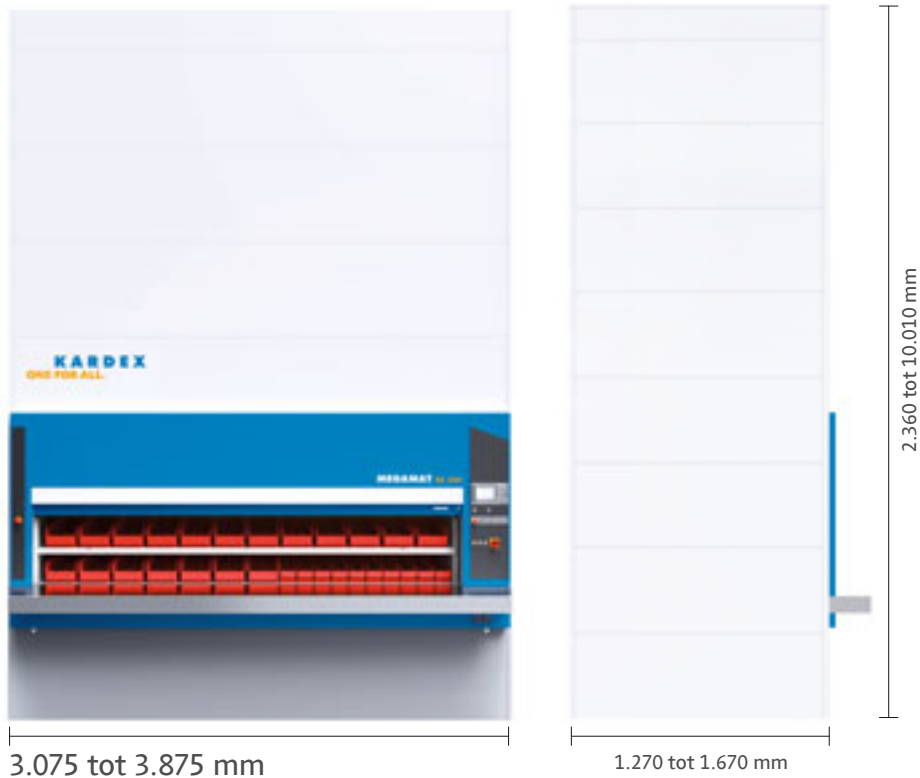 KARDEX
ONE FOR ALL.
MEGAMAT
2.360 tot 10.010 mm
3.075 tot 3.875 mm
1.270 tot 1.670 mm